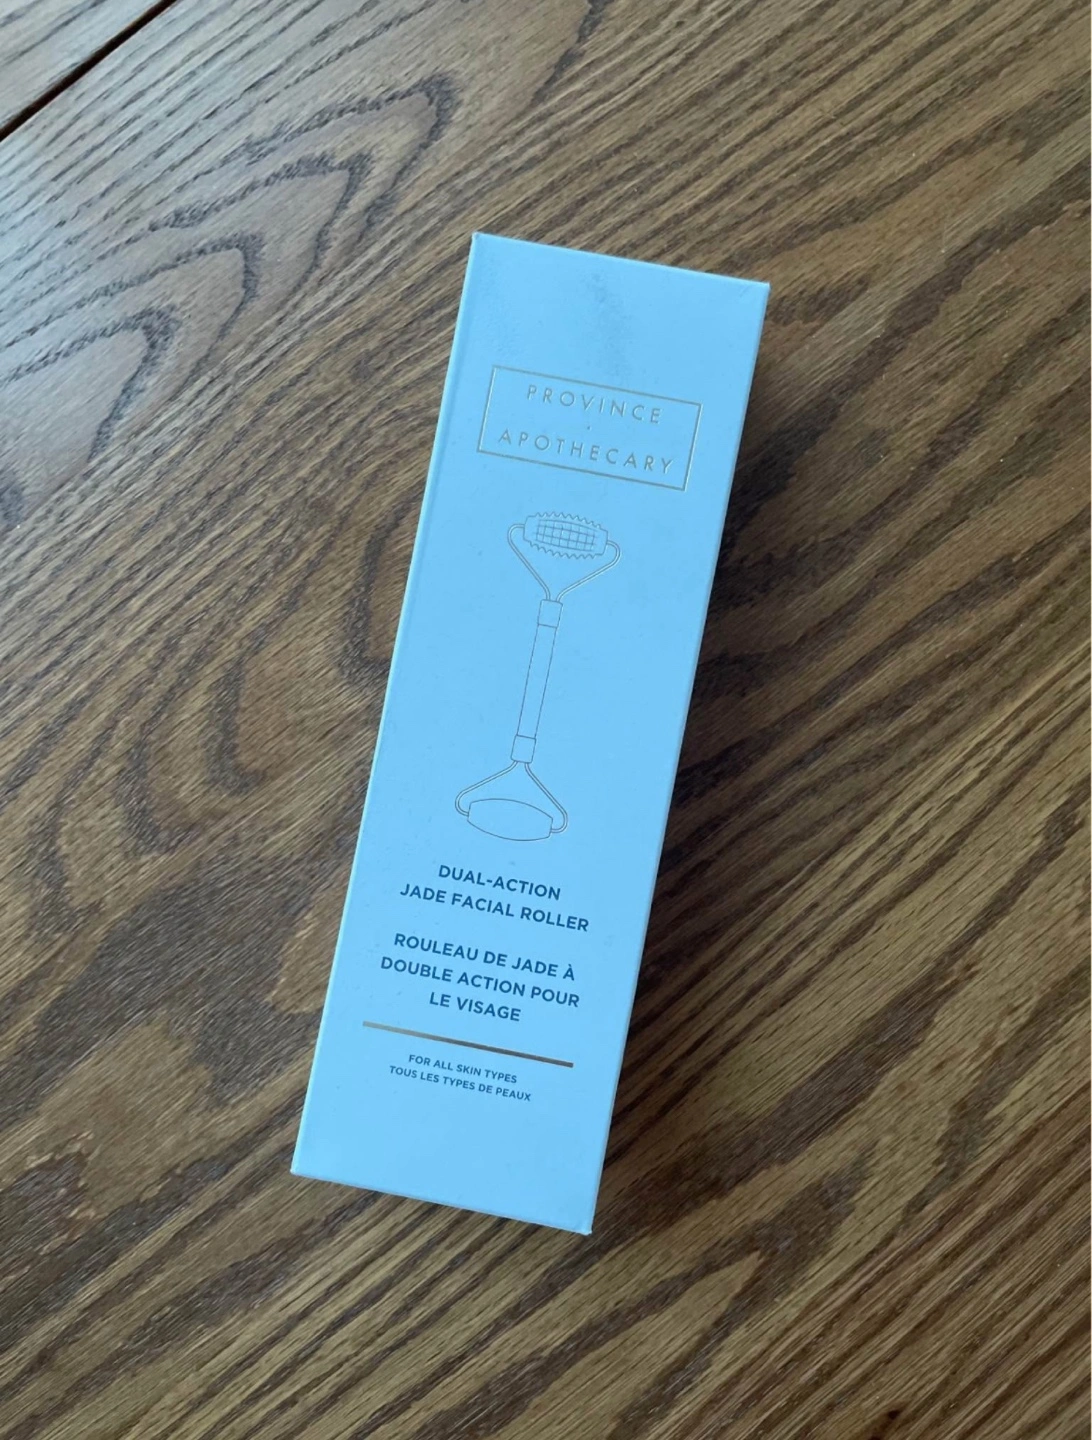 PROVINCE
·
APOTHECARY
DUAL-ACTION
JADE FACIAL ROLLER
ROULEAU DE JADE À
DOUBLE ACTION POUR
LE VISAGE
FOR ALL SKIN TYPES
TOUS LES TYPES DE PEAUX